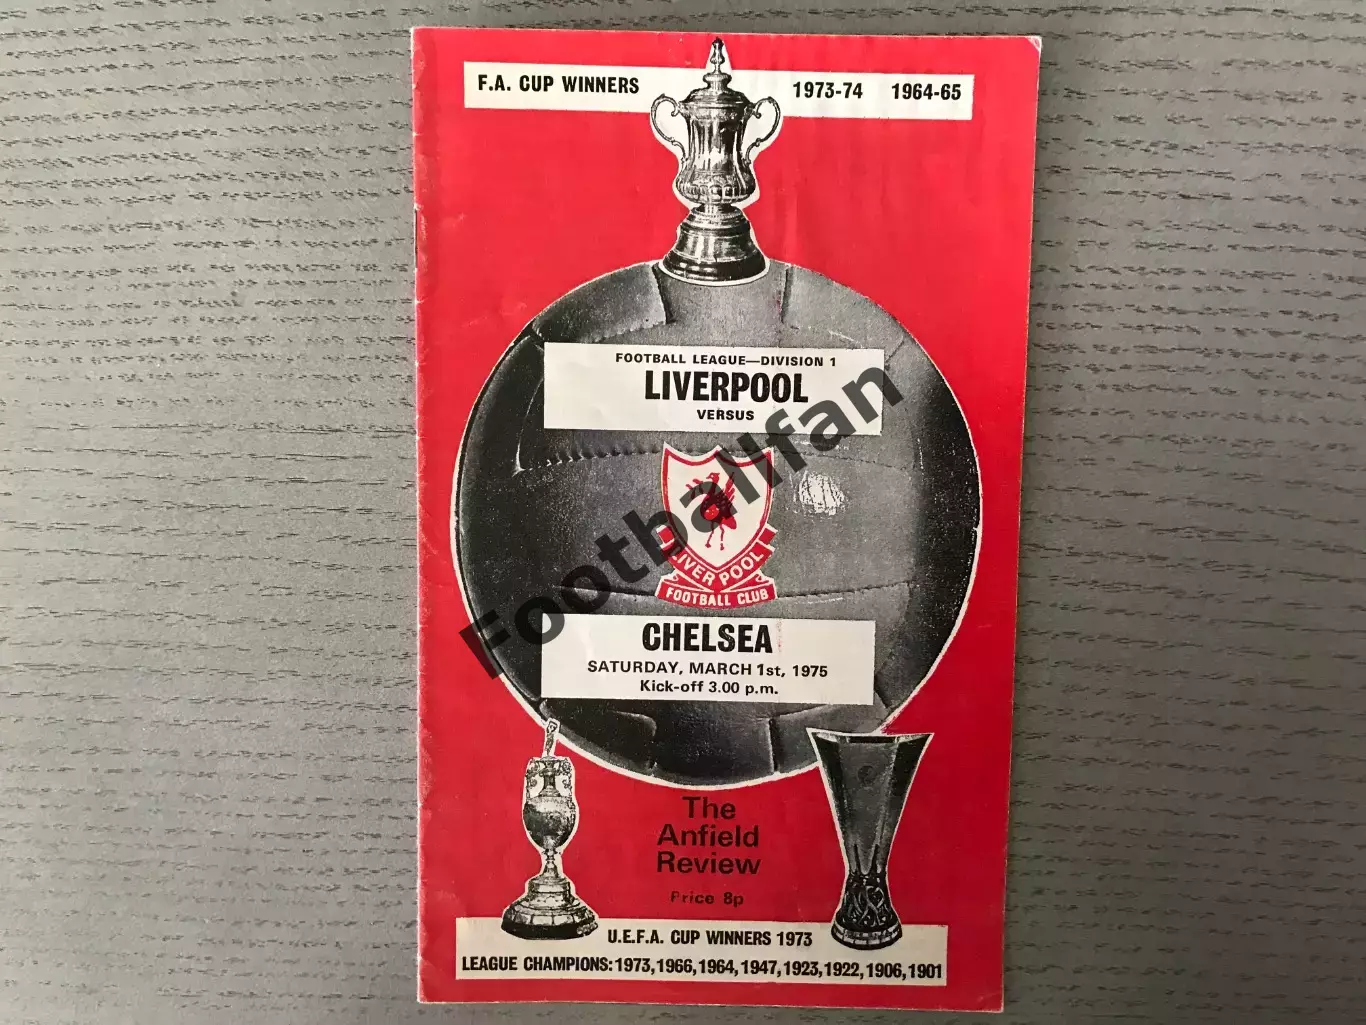 F.A. CUP WINNERS 1973-74 1964-65
FOOTBALL LEAGUE—DIVISION 1
LIVERPOOL
VERSUS
LIVERPOOL
FOOTBALL CLUB
Footballfan
CHELSEA
SATURDAY, MARCH 1st, 1975
Kick-off 3.00 p.m.
The
Anfield
Review
Price 8p
U.E.F.A. CUP WINNERS 1973
LEAGUE CHAMPIONS: 1973, 1966, 1964, 1947, 1923, 1922, 1906, 1901